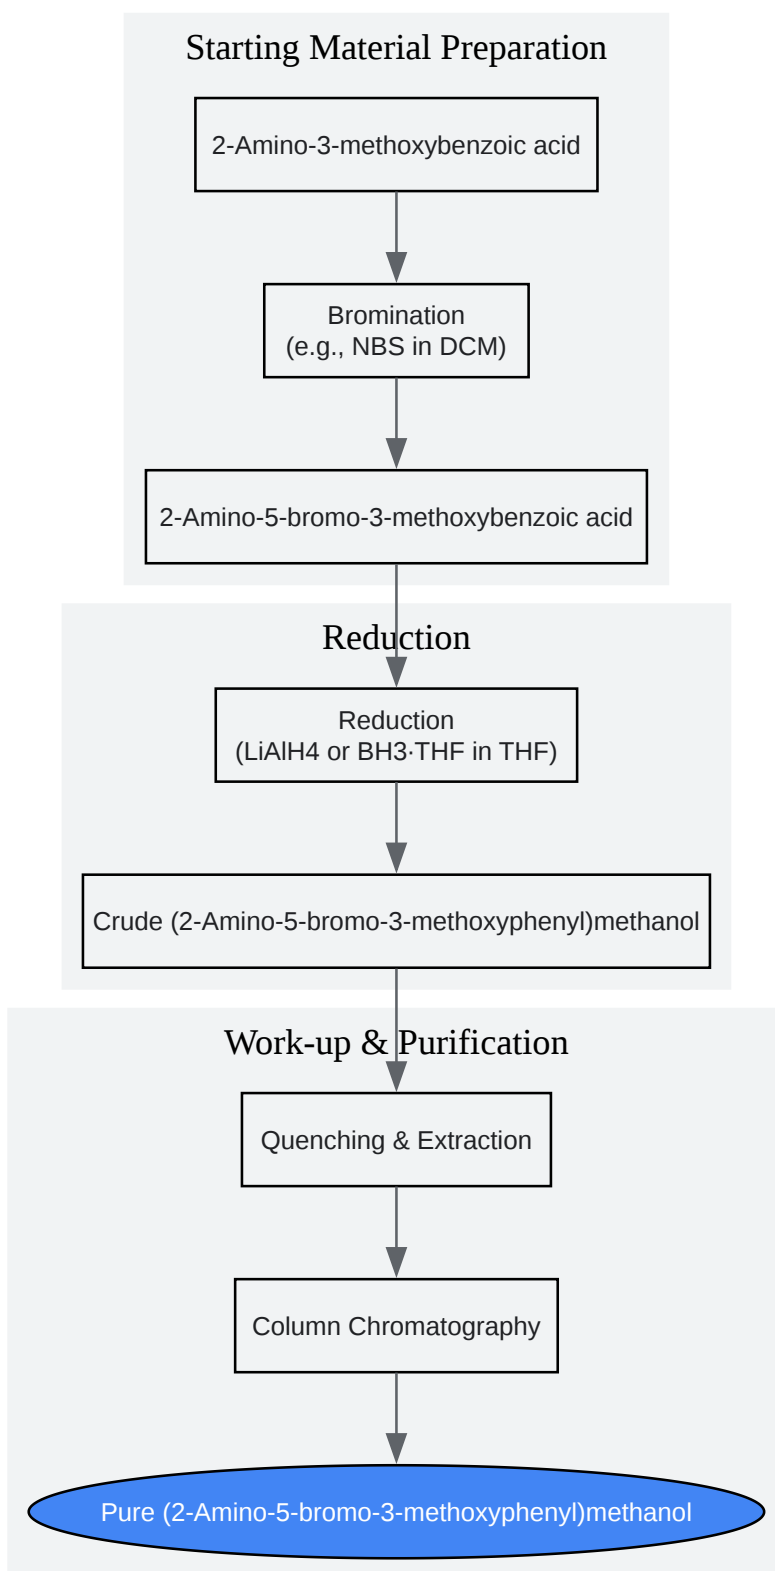 Starting Material Preparation
2-Amino-3-methoxybenzoic acid
Bromination
(e.g., NBS in DCM)
2-Amino-5-bromo-3-methoxybenzoic acid
Reduction
Reduction
(LiAlH4 or BH3·THF in THF)
Crude (2-Amino-5-bromo-3-methoxyphenyl)methanol
Work-up & Purification
Quenching & Extraction
Column Chromatography
Pure (2-Amino-5-bromo-3-methoxyphenyl)methanol